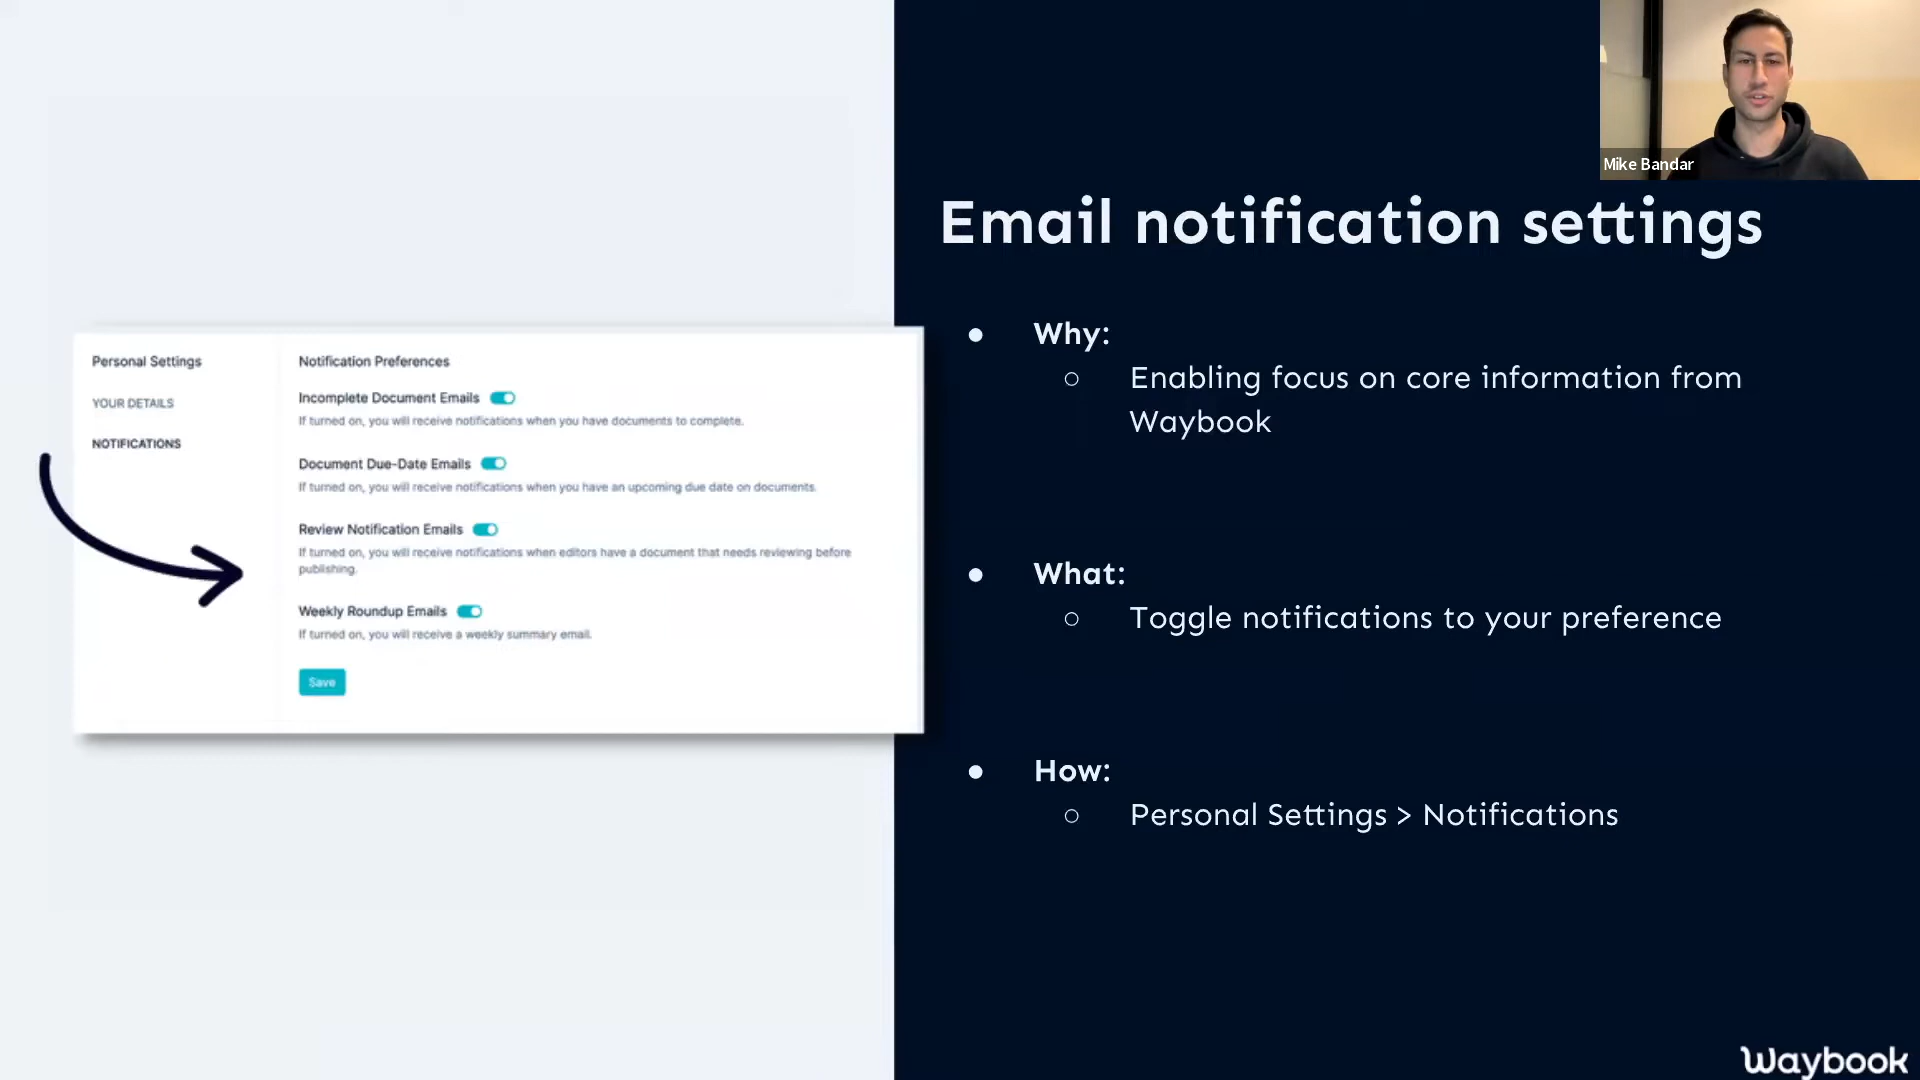 Mike Bandar
Email notification settings
Personal Settings
YOUR DETAILS
NOTIFICATIONS
Notification Preferences
Incomplete Document Emails
If turned on, you will receive notifications when you have documents to complete.
Document Due-Date Emails
If turned on, you will receive notifications when you have an upcoming due date on documents.
Review Notification Emails
If turned on, you will receive notifications when editors have a document that needs reviewing before
publishing.
Weekly Roundup Emails
If turned on, you will receive a weekly summary email.
Save
● Why:
○ Enabling focus on core information from
Waybook
● What:
○ Toggle notifications to your preference
● How:
○ Personal Settings > Notifications
Waybook